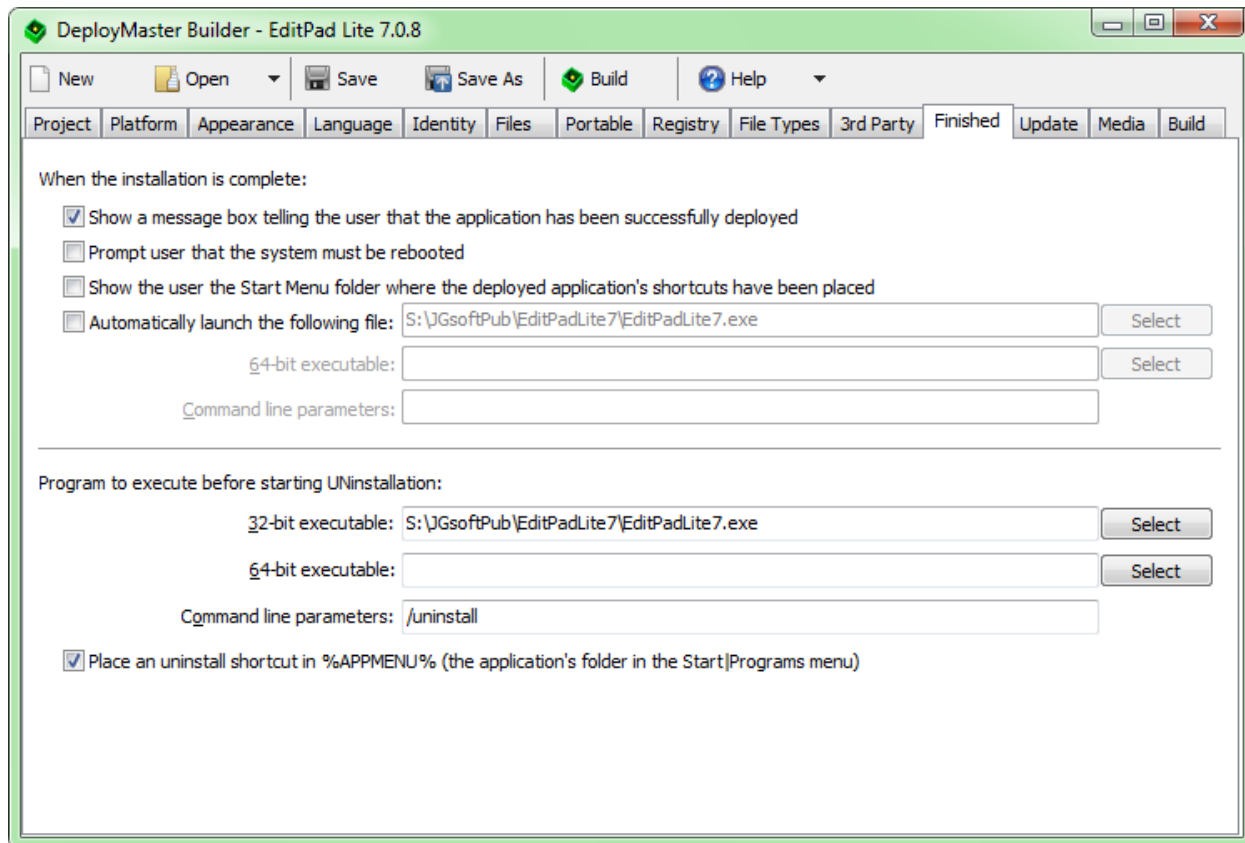 DeployMaster Builder - EditPad Lite 7.0.8
New Open Save Save As Build Help
Project Platform Appearance Language Identity Files Portable Registry File Types 3rd Party Finished Update Media Build
When the installation is complete:
Show a message box telling the user that the application has been successfully deployed
Prompt user that the system must be rebooted
Show the user the Start Menu folder where the deployed application's shortcuts have been placed
Automatically launch the following file: S:\JGsoftPub\EditPadLite7\EditPadLite7.exe Select
64-bit executable: Select
Command line parameters:
Program to execute before starting UNinstallation:
32-bit executable: S:\JGsoftPub\EditPadLite7\EditPadLite7.exe Select
64-bit executable: Select
Command line parameters: /uninstall
Place an uninstall shortcut in %APPMENU% (the application's folder in the Start|Programs menu)